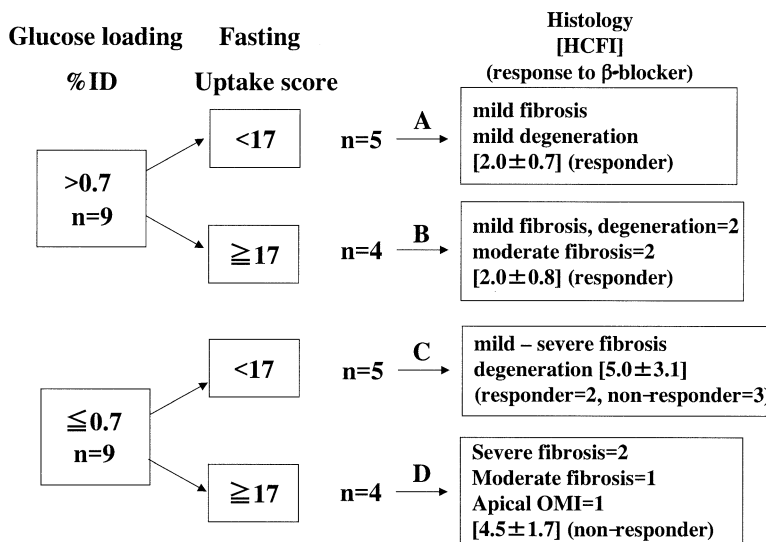 Glucose loading
%ID
Fasting
Uptake score
Histology
[HCFI]
(response to β-blocker)
>0.7
n=9
<17
n=5
A
mild fibrosis
mild degeneration
[2.0±0.7] (responder)
≧17
n=4
B
mild fibrosis, degeneration=2
moderate fibrosis=2
[2.0±0.8] (responder)
≦0.7
n=9
<17
n=5
C
mild – severe fibrosis
degeneration [5.0±3.1]
(responder=2, non-responder=3)
≧17
n=4
D
Severe fibrosis=2
Moderate fibrosis=1
Apical OMI=1
[4.5±1.7] (non-responder)